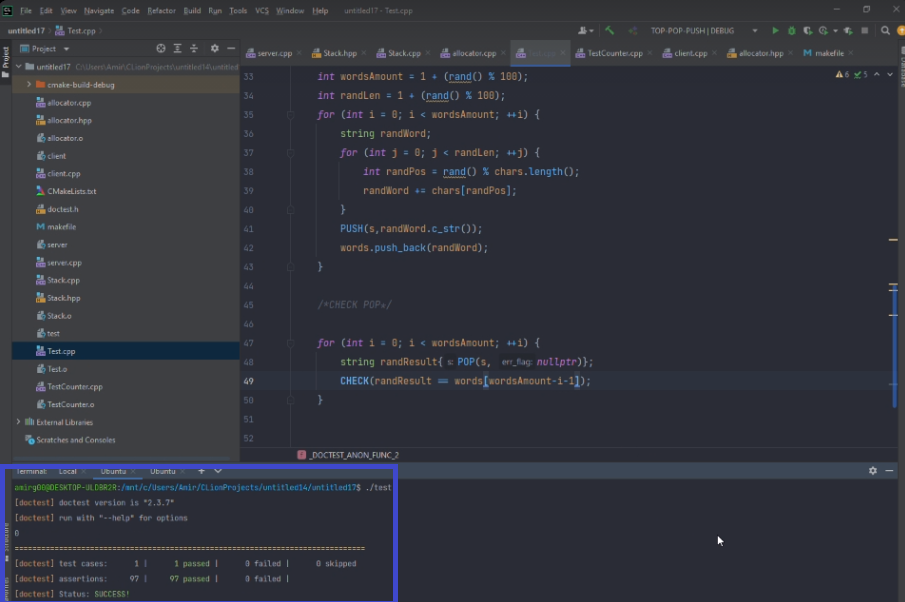 File Edit View Navigate Code Refactor Build Run Tools VCS Window Help untitled17 - Test.cpp
untitled17 Test.cpp TOP-POP-PUSH | DEBUG
Project server.cpp Stack.hpp Stack.cpp allocator.cpp TestCounter.cpp client.cpp allocator.hpp makefile
Project
untitled17
cmake-build-debug
allocator.cpp
allocator.hpp
allocator.o
client
client.cpp
CMakeLists.txt
doctest.h
makefile
server
server.cpp
Stack.cpp
Stack.hpp
Stack.o
test
Test.cpp
Test.o
TestCounter.cpp
TestCounter.o
External Libraries
Scratches and Consoles
6 5
33 int wordsAmount = 1 + (rand() % 100);
34 int randLen = 1 + (rand() % 100);
35 for (int i = 0; i < wordsAmount; ++i) {
36 string randWord;
37 for (int j = 0; j < randLen; ++j) {
38 int randPos = rand() % chars.length();
39 randWord += chars[randPos];
40 }
41 PUSH(s,randWord.c_str());
42 words.push_back(randWord);
43 }
44
45 /*CHECK POP*/
46
47 for (int i = 0; i < wordsAmount; ++i) {
48 string randResult{ s: POP(s, err_flag: nullptr)};
49 CHECK(randResult == words[wordsAmount-i-1]);
50 }
51
52
f _DOCTEST_ANON_FUNC_2
Terminal: Local Ubuntu Ubuntu
amirg00@DESKTOP-ULDBR2R:/mnt/c/Users/Amir/CLionProjects/untitled14/untitled17$ ./test
[doctest] doctest version is "2.3.7"
[doctest] run with "--help" for options
0
===============================================================================
[doctest] test cases: 1 | 1 passed | 0 failed | 0 skipped
[doctest] assertions: 97 | 97 passed | 0 failed |
[doctest] Status: SUCCESS!